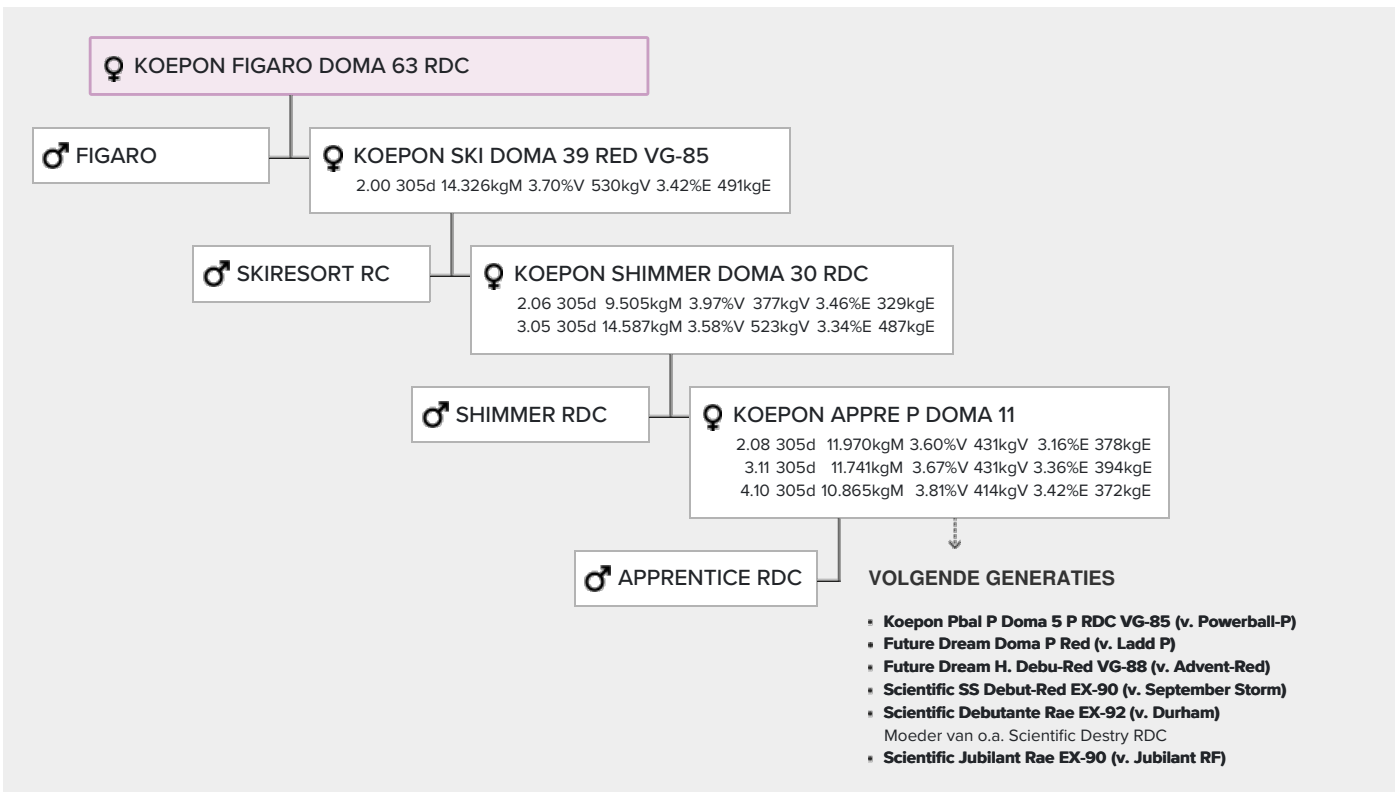 KOEPON FIGARO DOMA 63 RDC
FIGARO
KOEPON SKI DOMA 39 RED VG-85
2.00 305d 14.326kgM 3.70%V 530kgV 3.42%E 491kgE
SKIRESORT RC
KOEPON SHIMMER DOMA 30 RDC
2.06 305d 9.505kgM 3.97%V 377kgV 3.46%E 329kgE
3.05 305d 14.587kgM 3.58%V 523kgV 3.34%E 487kgE
SHIMMER RDC
KOEPON APPRE P DOMA 11
2.08 305d 11.970kgM 3.60%V 431kgV 3.16%E 378kgE
3.11 305d 11.741kgM 3.67%V 431kgV 3.36%E 394kgE
4.10 305d 10.865kgM 3.81%V 414kgV 3.42%E 372kgE
APPRENTICE RDC
VOLGENDE GENERATIES
Koepon Pbal P Doma 5 P RDC VG-85 (v. Powerball-P)
Future Dream Doma P Red (v. Ladd P)
Future Dream H. Debu-Red VG-88 (v. Advent-Red)
Scientific SS Debut-Red EX-90 (v. September Storm)
Scientific Debutante Rae EX-92 (v. Durham)
Moeder van o.a. Scientific Destry RDC
Scientific Jubilant Rae EX-90 (v. Jubilant RF)